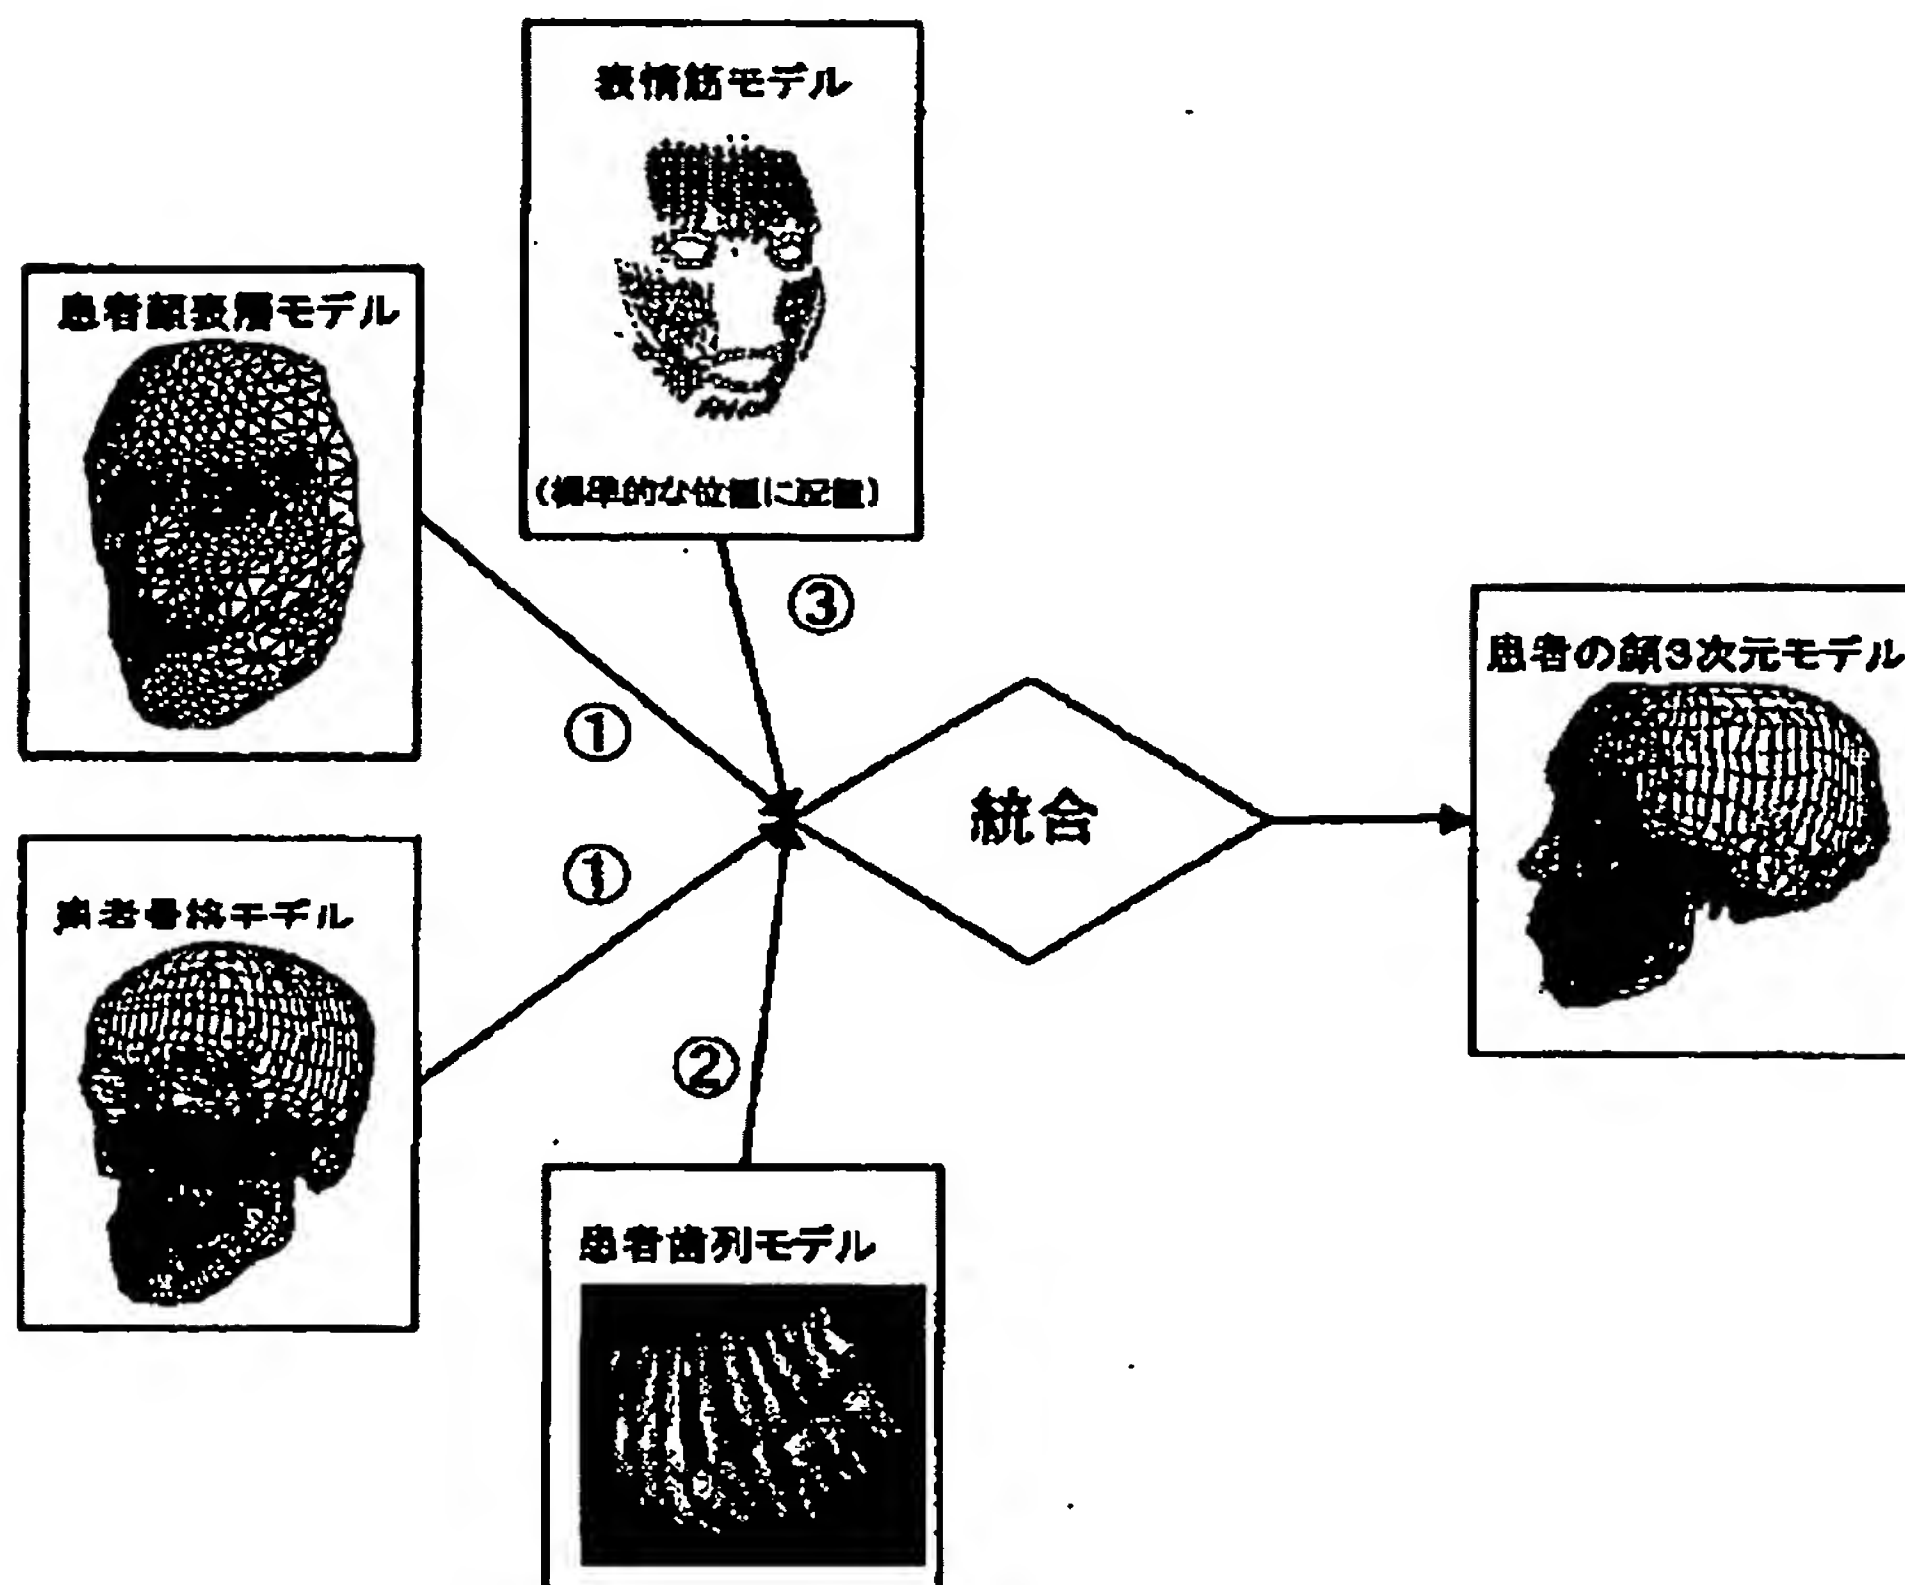 表情筋モデル
(標準的な位置に配置)
患者顔表層モデル
③
①
統合
患者の顔3次元モデル
①
患者骨格モデル
②
患者歯列モデル